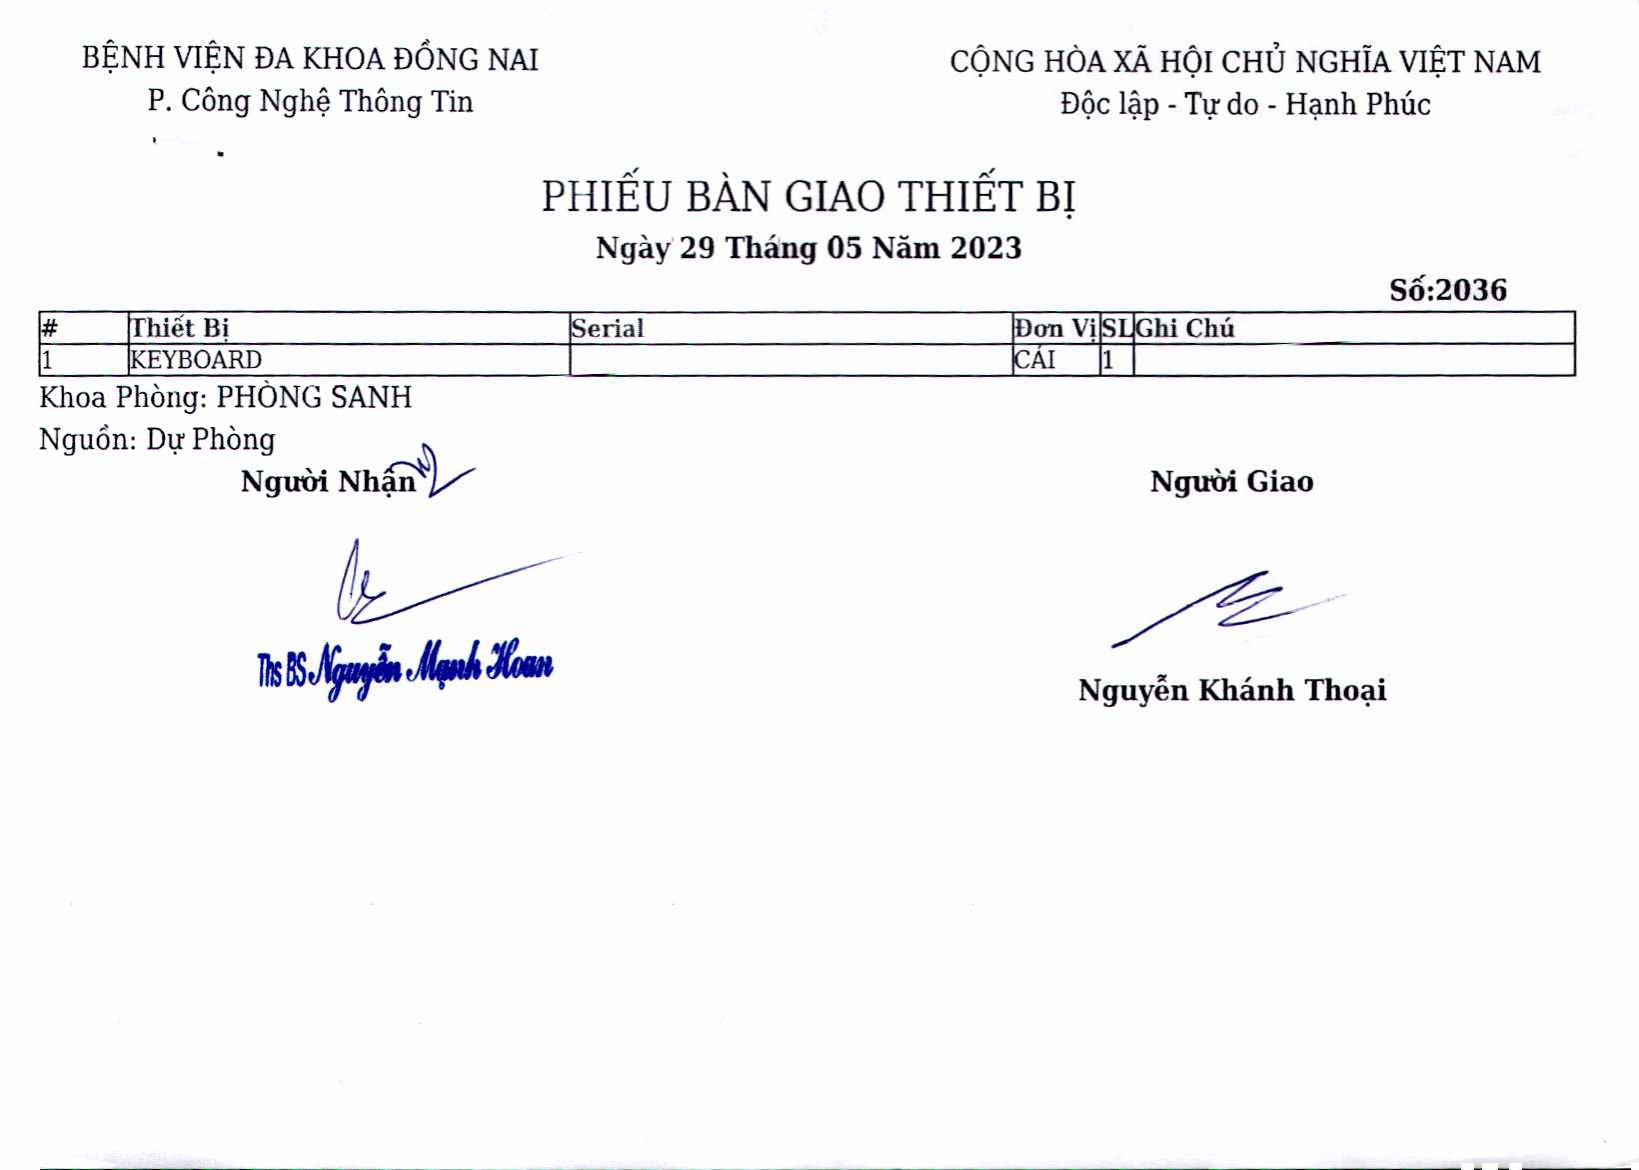 BỆNH VIỆN ĐA KHOA ĐỒNG NAI
P. Công Nghệ Thông Tin
CỘNG HÒA XÃ HỘI CHỦ NGHĨA VIỆT NAM
Độc lập - Tự do - Hạnh Phúc
PHIẾU BÀN GIAO THIẾT BỊ
Ngày 29 Tháng 05 Năm 2023
Số:2036
# Thiết Bị Serial Đơn Vị SL Ghi Chú
1 KEYBOARD CÁI 1
Khoa Phòng: PHÒNG SANH
Nguồn: Dự Phòng
Người Nhận Người Giao
Ths BS Nguyễn Mạnh Hoan
Nguyễn Khánh Thoại